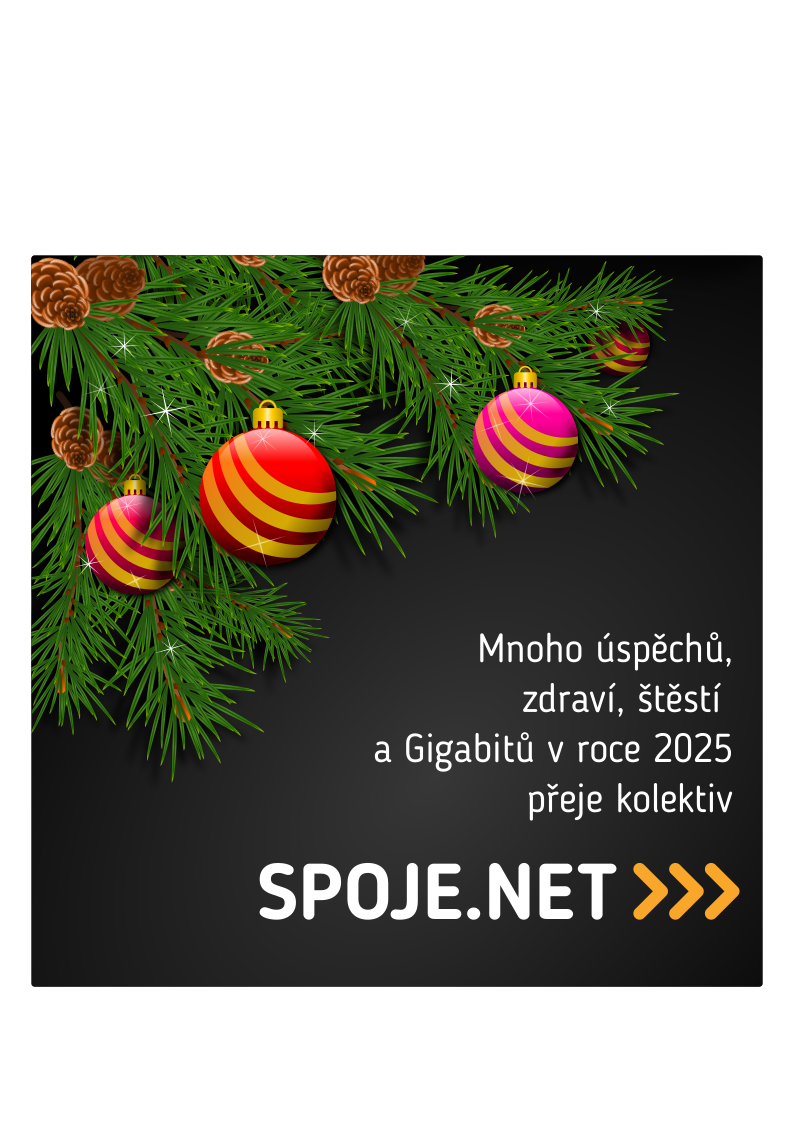 Mnoho úspěchů,
zdraví, štěstí
a Gigabitů v roce 2025
přeje kolektiv
SPOJE.NET